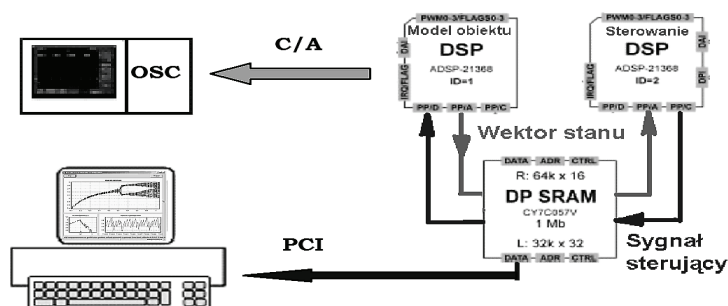 PWM0-3/FLAGS0-3
Model obiektu
DSP
ADSP-21368
ID=1
IRQ/FLAG
DAI
PP/D PP/A PP/C
PWM0-3/FLAGS0-3
Sterowanie
DSP
ADSP-21368
ID=2
IRQ/FLAG
DAI
DPI
PP/D PP/A PP/C
C/A
OSC
Wektor stanu
DATA ADR CTRL
R: 64k x 16
DP SRAM
CY7C057V
1 Mb
L: 32k x 32
DATA ADR CTRL
Sygnał
sterujący
PCI